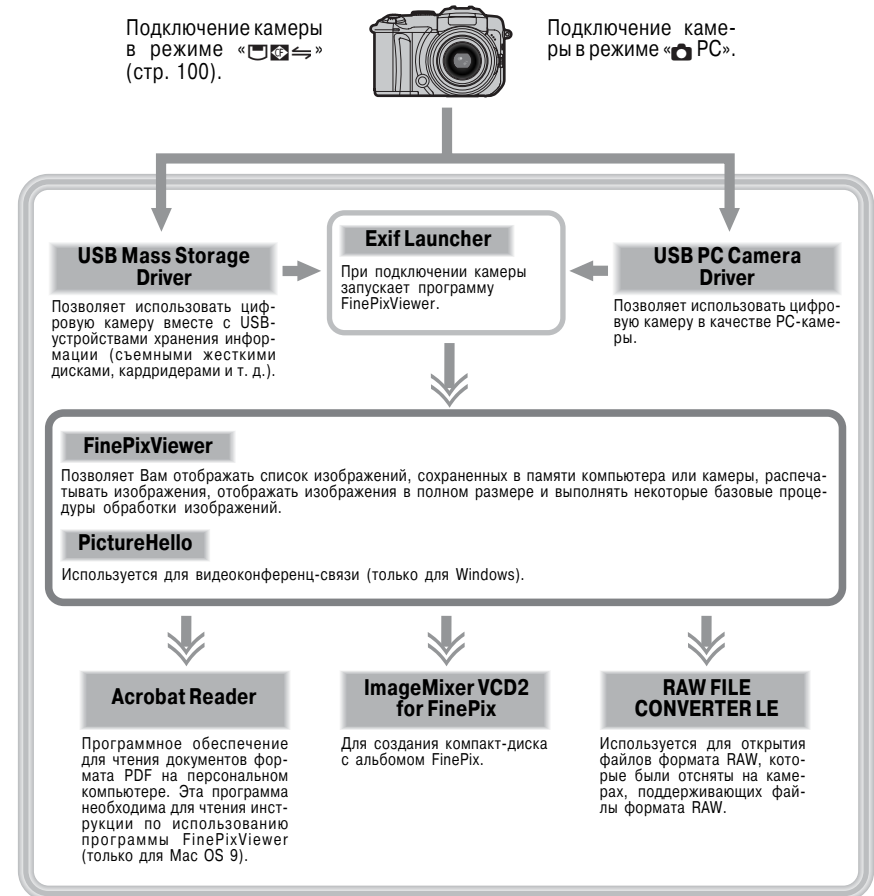 Подключение камеры
в режиме «»
(стр. 100).
Подключение каме-
ры в режиме « PC».
USB Mass Storage
Driver
Позволяет использовать циф-
ровую камеру вместе с USB-
устройствами хранения инфор-
мации (съемными жесткими
дисками, кардридерами и т. д.).
Exif Launcher
При подключении камеры
запускает программу
FinePixViewer.
USB PC Camera
Driver
Позволяет использовать цифро-
вую камеру в качестве PC-каме-
ры.
FinePixViewer
Позволяет Вам отображать список изображений, сохраненных в памяти компьютера или камеры, распеча-
тывать изображения, отображать изображения в полном размере и выполнять некоторые базовые проце-
дуры обработки изображений.
PictureHello
Используется для видеоконференц-связи (только для Windows).
Acrobat Reader
Программное обеспечение
для чтения документов фор-
мата PDF на персональном
компьютере. Эта программа
необходима для чтения инст-
рукции по использованию
программы FinePixViewer
(только для Mac OS 9).
ImageMixer VCD2
for FinePix
Для создания компакт-диска
с альбомом FinePix.
RAW FILE
CONVERTER LE
Используется для открытия
файлов формата RAW, кото-
рые были отсняты на каме-
рах, поддерживающих фай-
лы формата RAW.